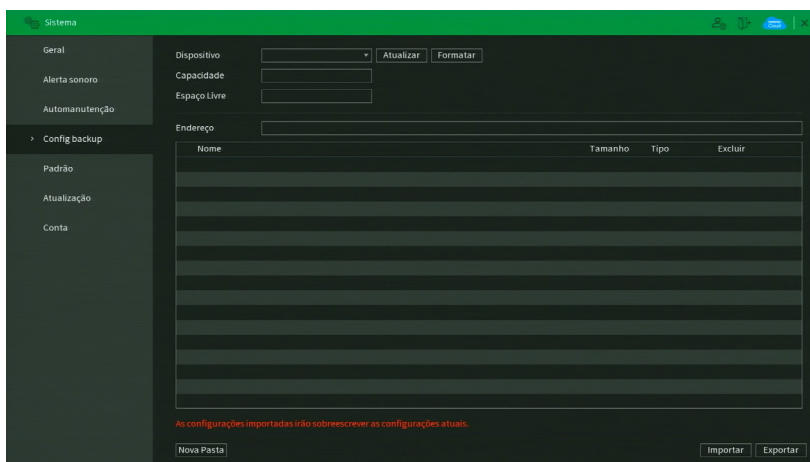 Sistema
Geral
Alerta sonoro
Automanutenção
Config backup
Padrão
Atualização
Conta
Dispositivo Atualizar Formatar
Capacidade
Espaço Livre
Endereço
Nome Tamanho Tipo Excluir
As configurações importadas irão sobreescrever as configurações atuais.
Nova Pasta Importar Exportar